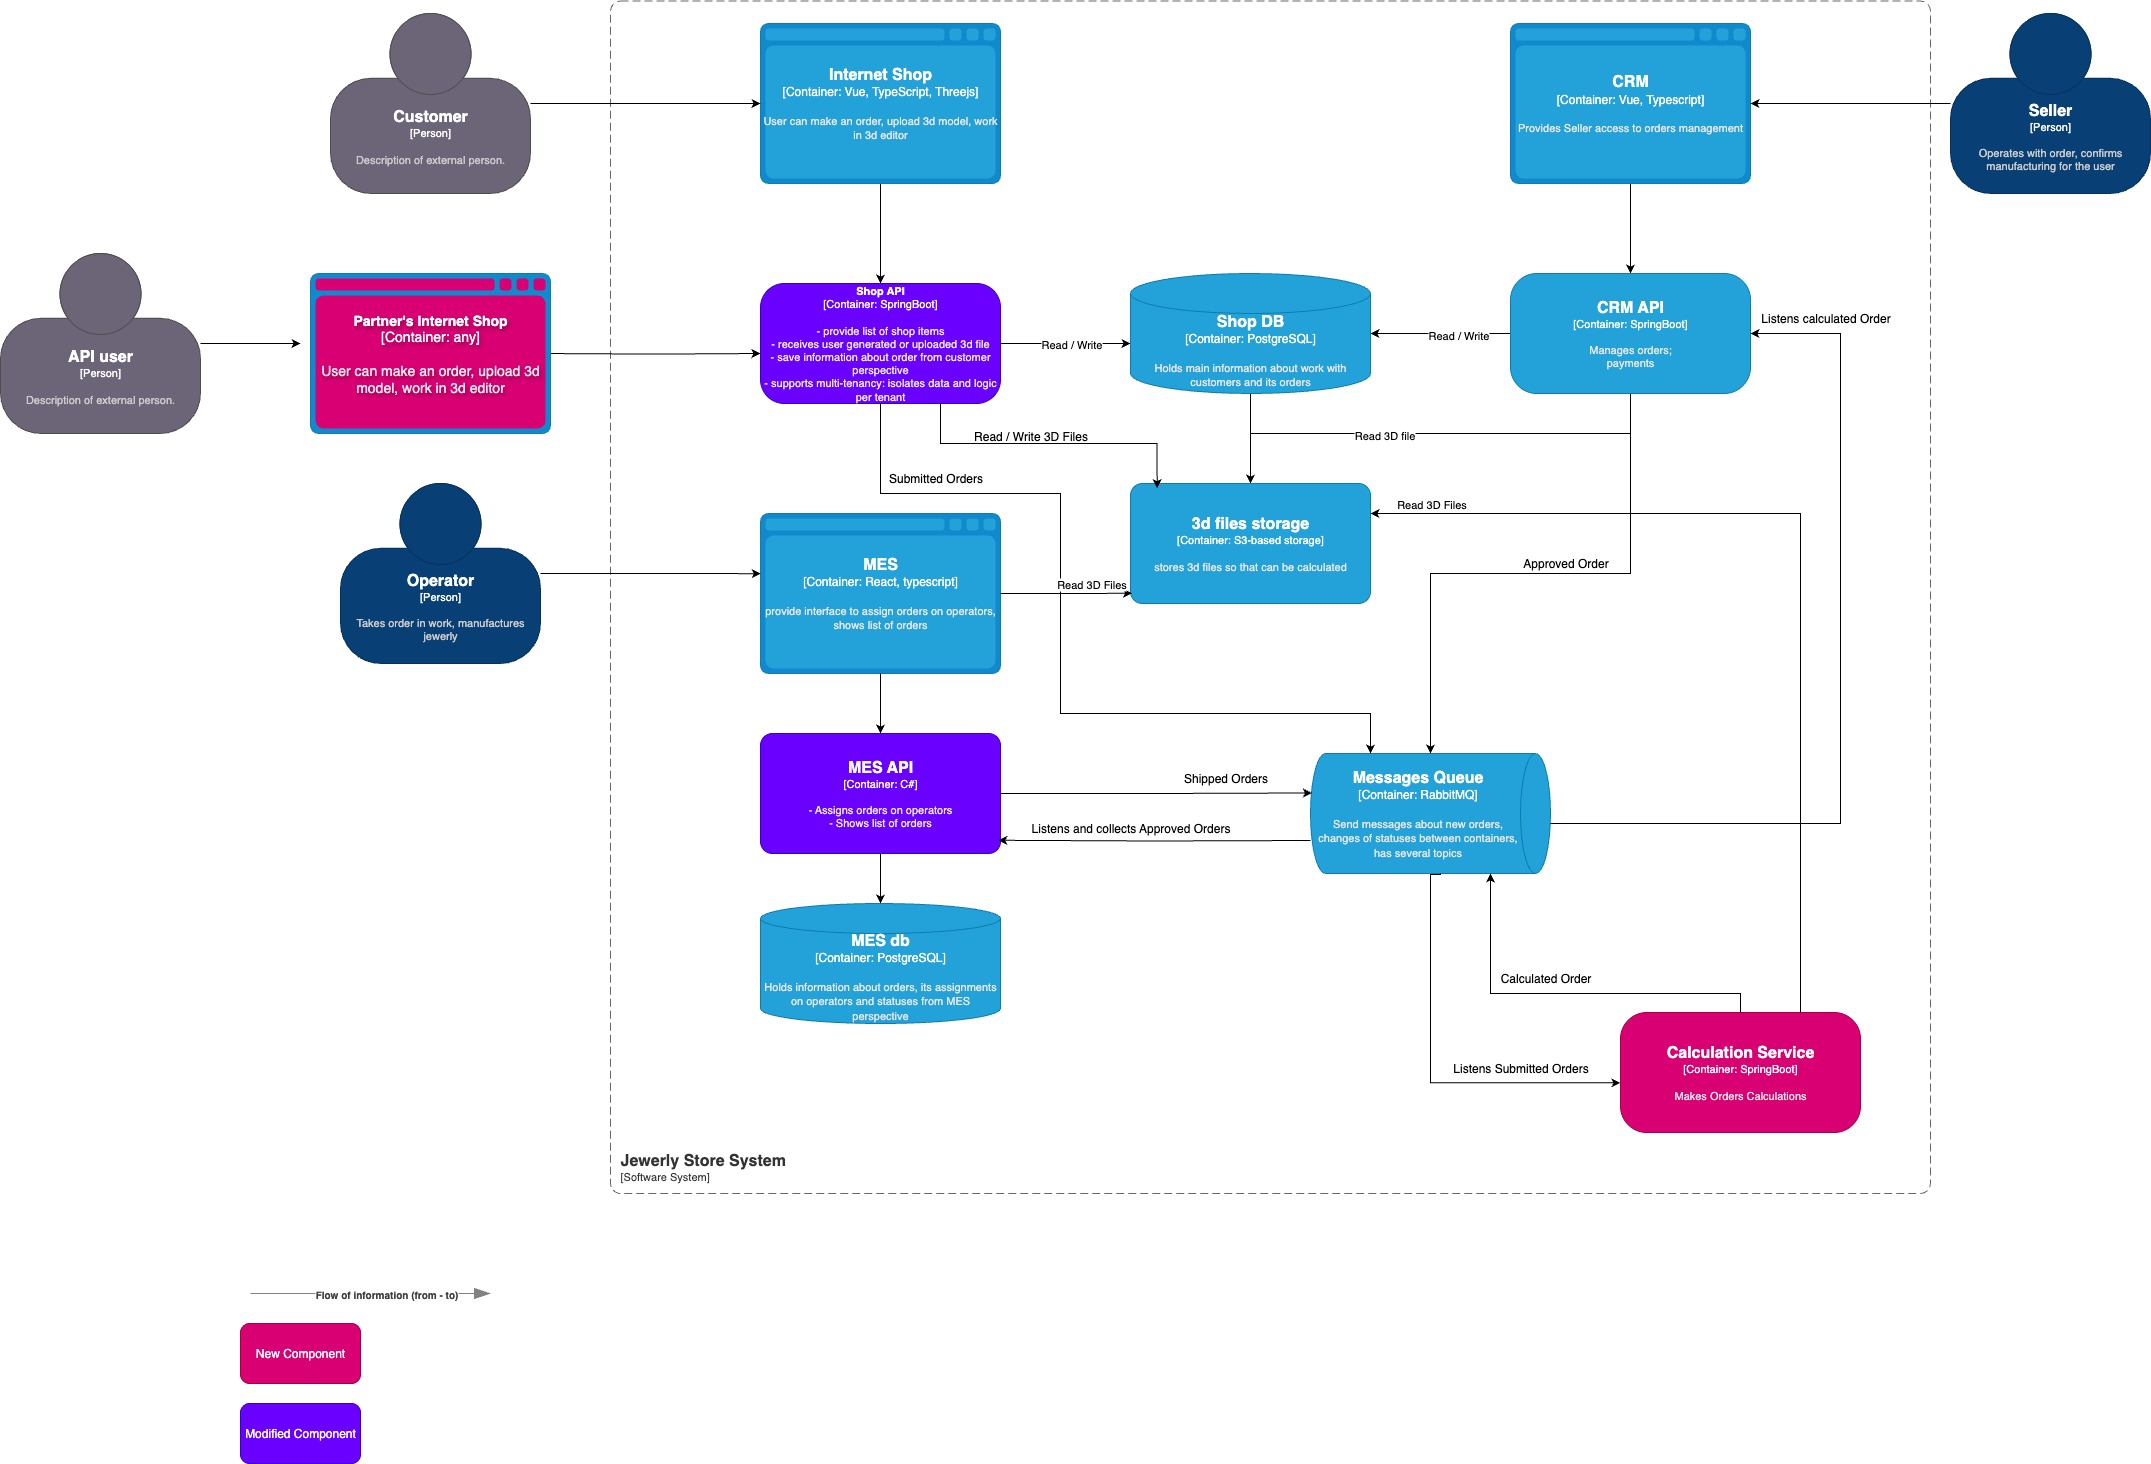 Customer
[Person]
Description of external person.
Internet Shop
[Container: Vue, TypeScript, Threejs]
User can make an order, upload 3d model, work
in 3d editor
CRM
[Container: Vue, Typescript]
Provides Seller access to orders management
Seller
[Person]
Operates with order, confirms
manufacturing for the user
API user
[Person]
Description of external person.
Partner's Internet Shop
[Container: any]
User can make an order, upload 3d
model, work in 3d editor
Shop API
[Container: SpringBoot]
- provide list of shop items
- receives user generated or uploaded 3d file
- save information about order from customer
perspective
- supports multi-tenancy: isolates data and logic
per tenant
Read / Write
Shop DB
[Container: PostgreSQL]
Holds main information about work with
customers and its orders
Read / Write
CRM API
[Container: SpringBoot]
Manages orders;
payments
Listens calculated Order
Read / Write 3D Files
Read 3D file
Submitted Orders
Operator
[Person]
Takes order in work, manufactures
jewerly
MES
[Container: React, typescript]
provide interface to assign orders on operators,
shows list of orders
Read 3D Files
3d files storage
[Container: S3-based storage]
stores 3d files so that can be calculated
Read 3D Files
Approved Order
MES API
[Container: C#]
- Assigns orders on operators
- Shows list of orders
Shipped Orders
Listens and collects Approved Orders
Messages Queue
[Container: RabbitMQ]
Send messages about new orders,
changes of statuses between containers,
has several topics
MES db
[Container: PostgreSQL]
Holds information about orders, its assignments
on operators and statuses from MES
perspective
Calculated Order
Listens Submitted Orders
Calculation Service
[Container: SpringBoot]
Makes Orders Calculations
Jewerly Store System
[Software System]
Flow of information (from - to)
New Component
Modified Component